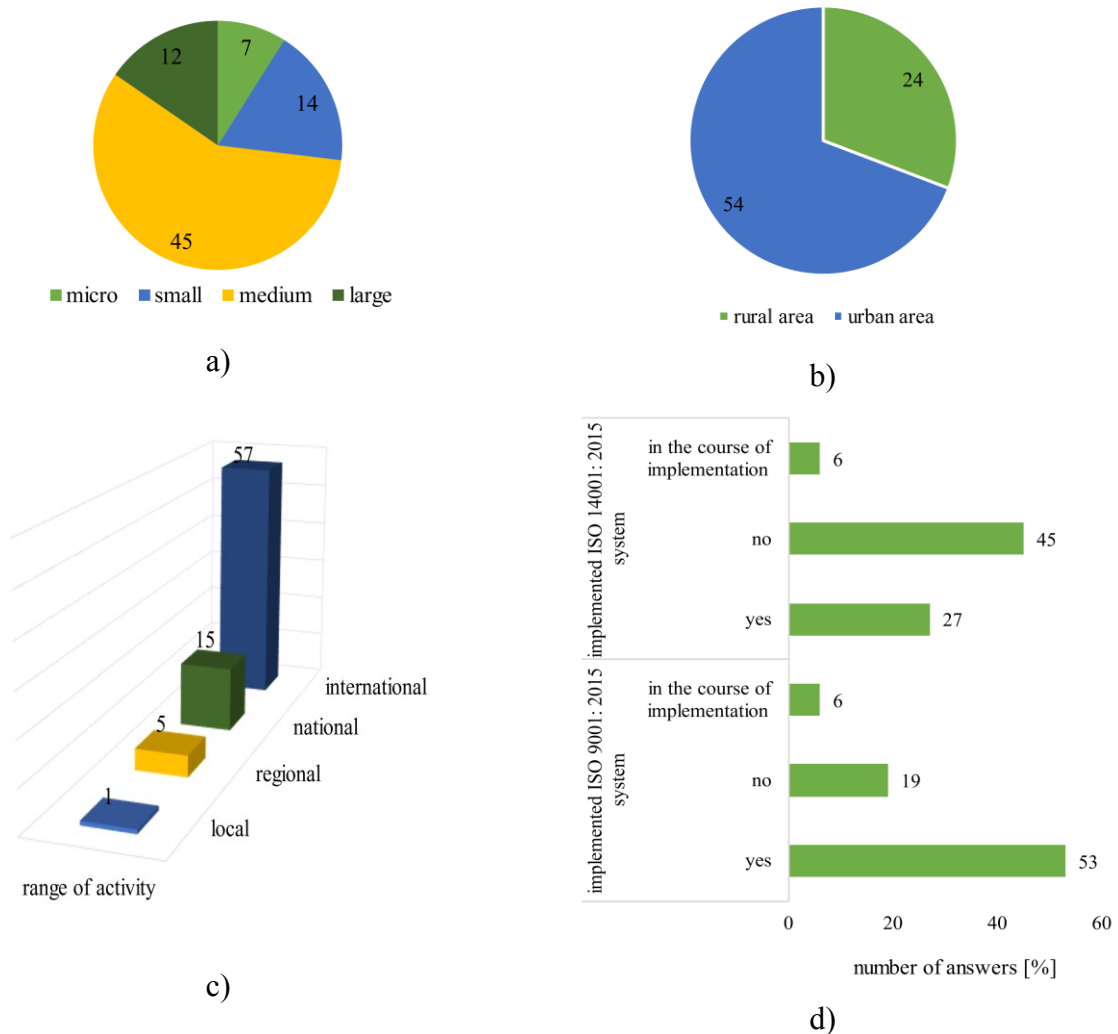 12
7
14
45
micro small medium large
a)
24
54
rural area urban area
b)
57
15
5
1
international
national
regional
local
range of activity
c)
implemented ISO 14001: 2015
system
in the course of
implementation
6
no
45
yes
27
implemented ISO 9001: 2015
system
in the course of
implementation
6
no
19
yes
53
0 20 40 60
number of answers [%]
d)